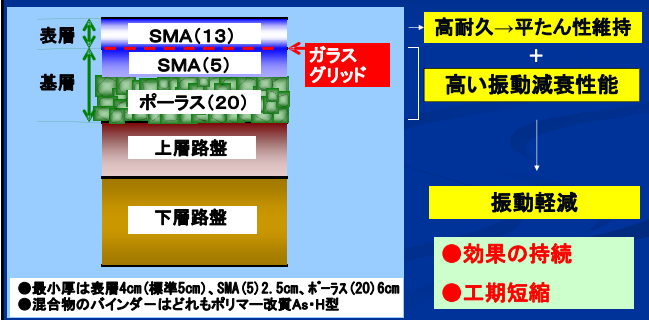 表層
SMA(13)
ガラス
グリッド
SMA(5)
基層
ポーラス(20)
上層路盤
下層路盤
●最小厚は表層4cm(標準5cm)、SMA(5)2.5cm、ﾎﾟｰﾗｽ(20)6cm
●混合物のバインダーはどれもポリマー改質As・H型
高耐久→平たん性維持
+
高い振動減衰性能
振動軽減
●効果の持続
●工期短縮